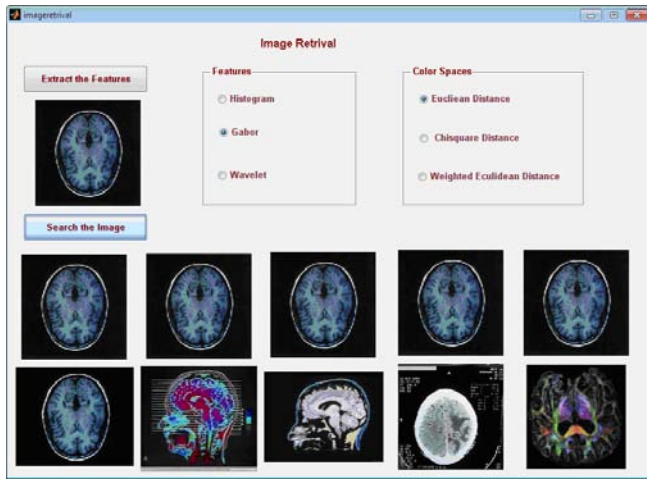 imageretrival
Image Retrival
Extract the Features
Features
Histogram
Gabor
Wavelet
Color Spaces
Eucliean Distance
Chisquare Distance
Weighted Eculidean Distance
Search the Image